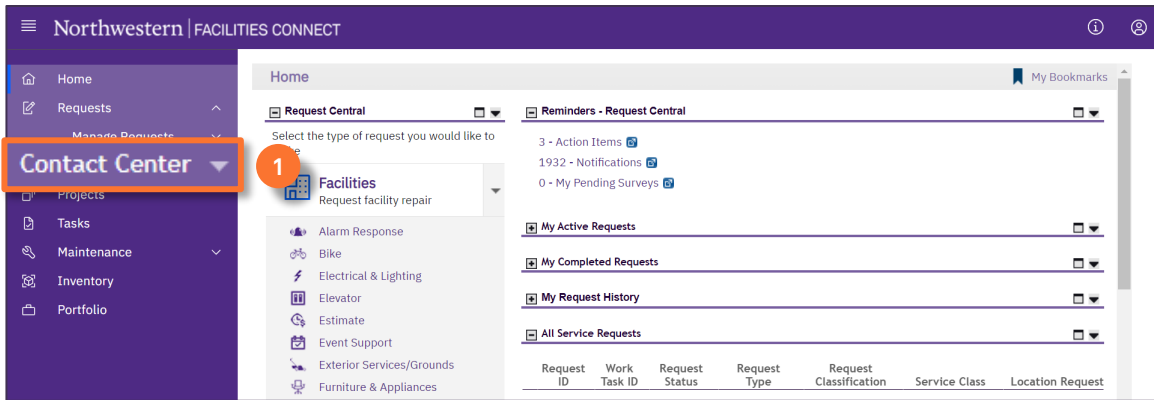 Northwestern | FACILITIES CONNECT
Home
Requests
Manage Requests
Contact Center
1
Projects
Tasks
Maintenance
Inventory
Portfolio
Home
My Bookmarks
Request Central
Select the type of request you would like to
Facilities
Request facility repair
Alarm Response
Bike
Electrical & Lighting
Elevator
Estimate
Event Support
Exterior Services/Grounds
Furniture & Appliances
Reminders - Request Central
3 - Action Items
1932 - Notifications
0 - My Pending Surveys
My Active Requests
My Completed Requests
My Request History
All Service Requests
Request Work Request Request Request
ID Task ID Status Type Classification Service Class Location Request